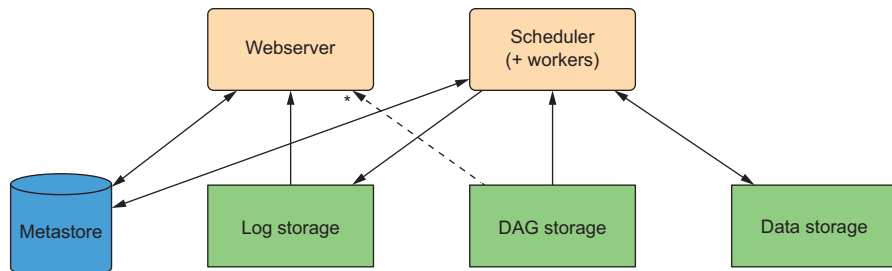 Webserver
Scheduler
(+ workers)
*
Metastore
Log storage
DAG storage
Data storage